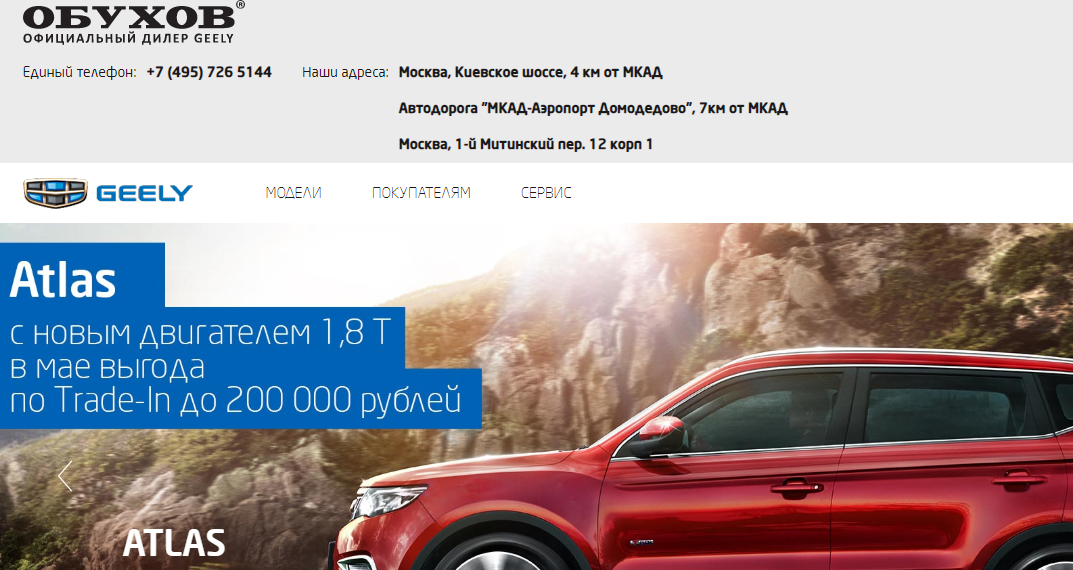 ОБУХОВ®
ОФИЦИАЛЬНЫЙ ДИЛЕР GEELY
Единый телефон: +7 (495) 726 5144 Наши адреса: Москва, Киевское шоссе, 4 км от МКАД
Автодорога "МКАД-Аэропорт Домодедово", 7км от МКАД
Москва, 1-й Митинский пер. 12 корп 1
GEELY МОДЕЛИ ПОКУПАТЕЛЯМ СЕРВИС
Atlas
с новым двигателем 1,8 Т
в мае выгода
по Trade-In до 200 000 рублей
ATLAS